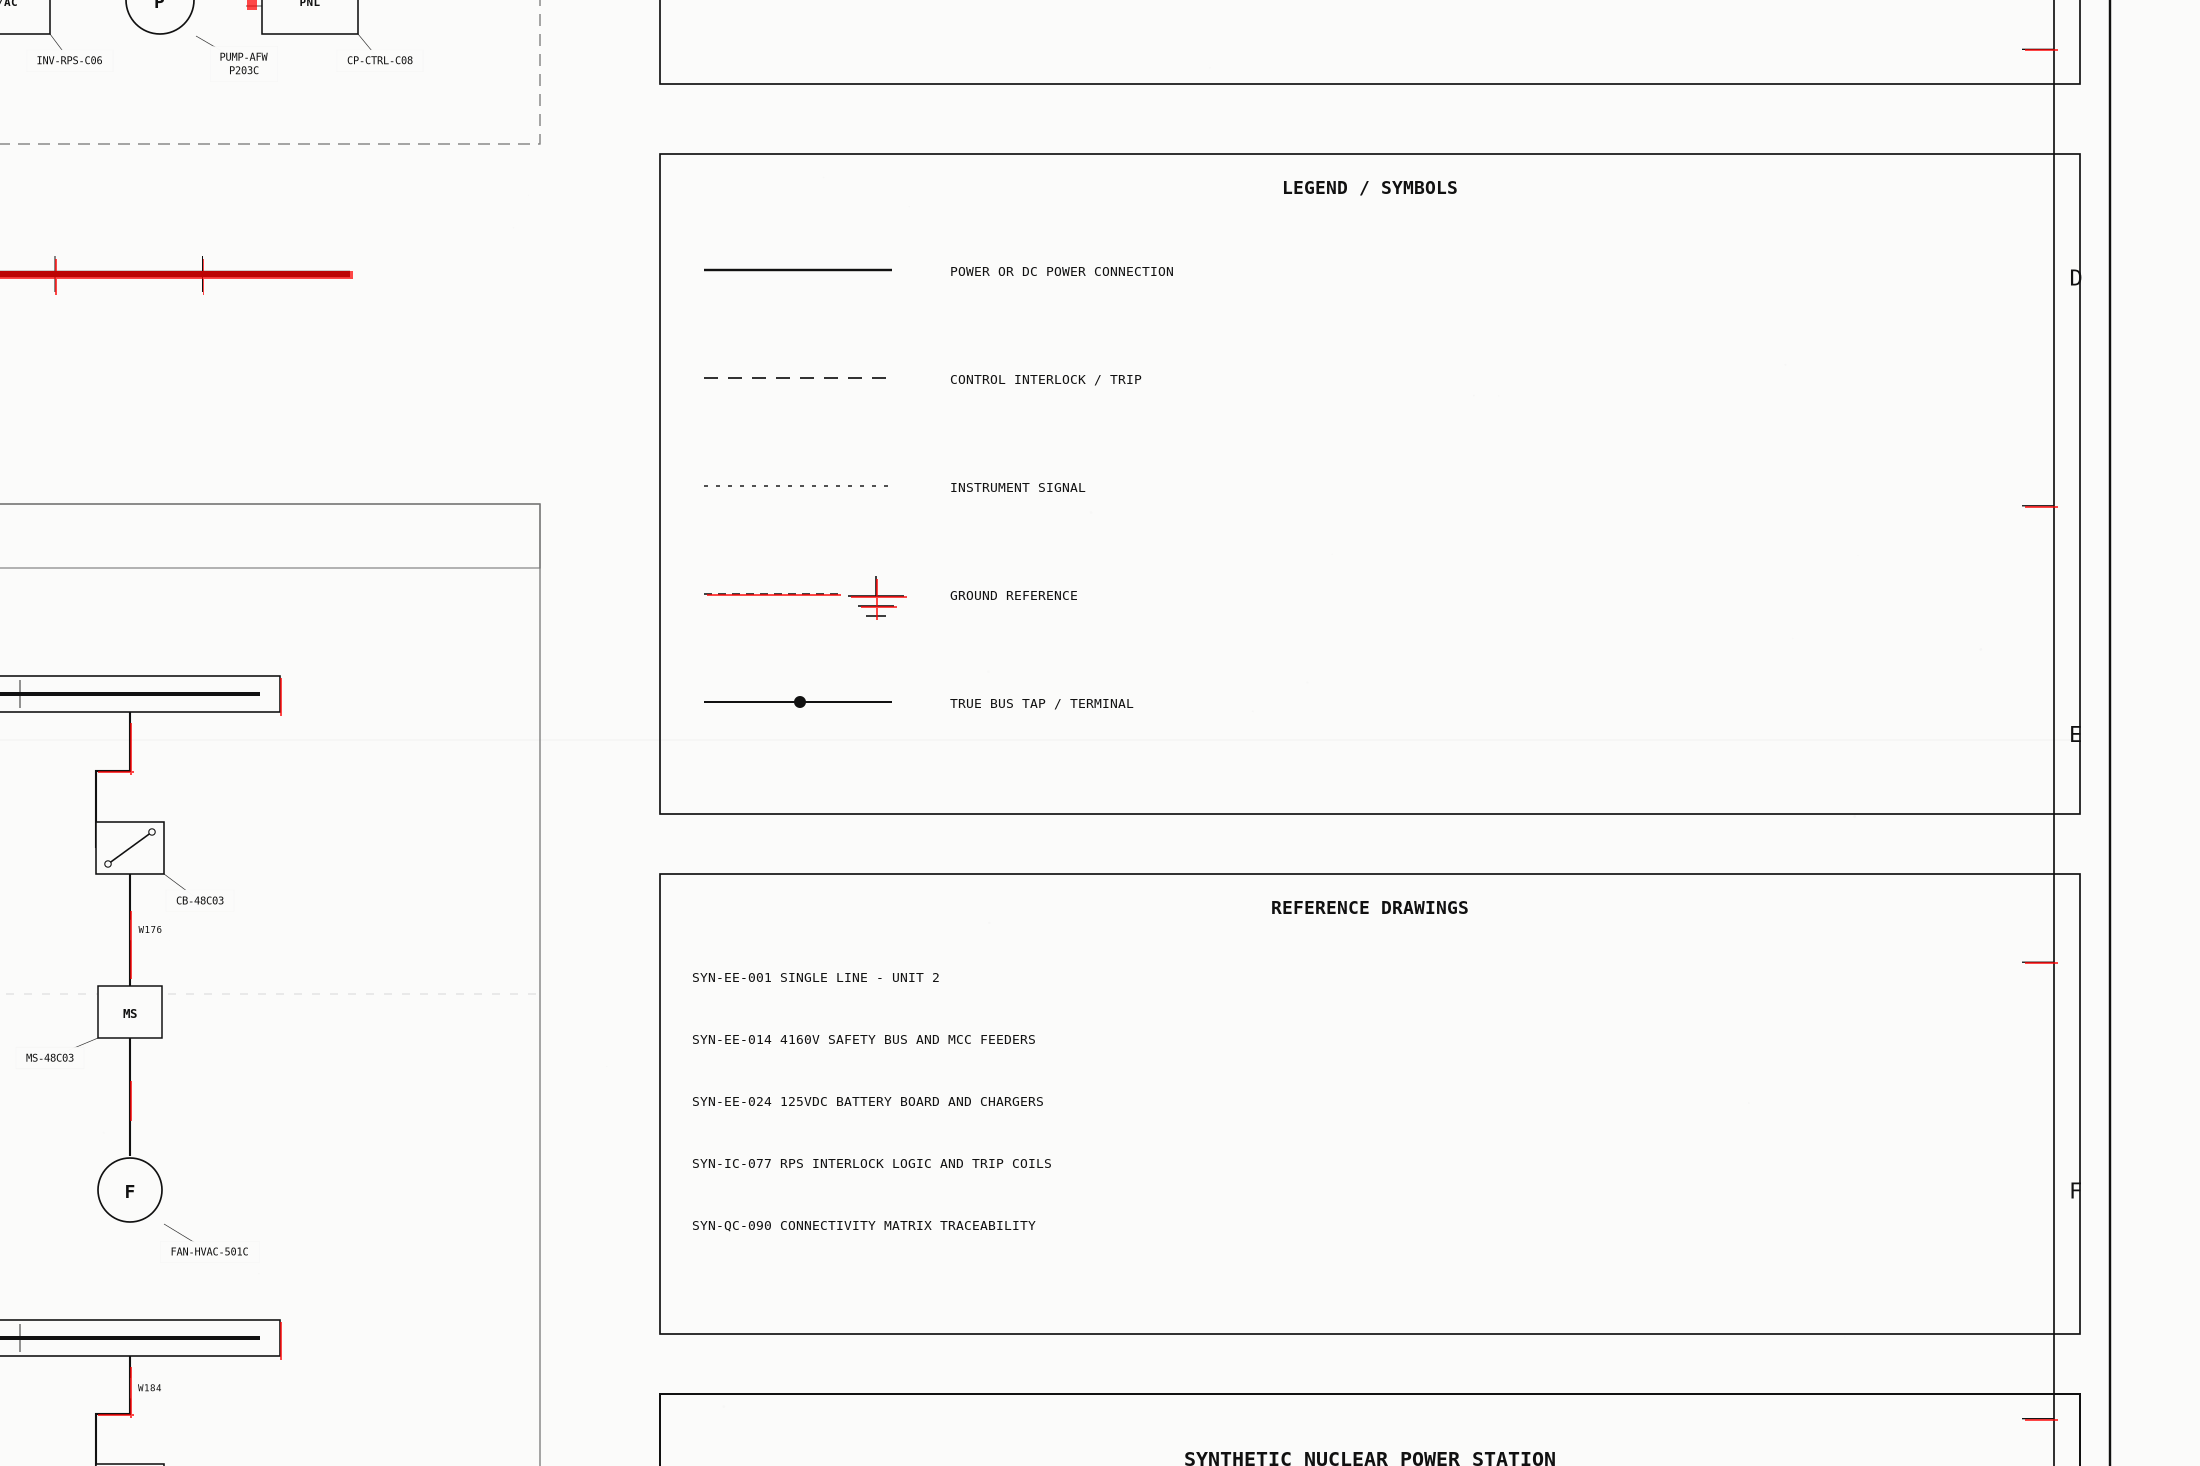 /AC
P
PNL
INV-RPS-C06
PUMP-AFW
P203C
CP-CTRL-C08
LEGEND / SYMBOLS
POWER OR DC POWER CONNECTION
D
CONTROL INTERLOCK / TRIP
INSTRUMENT SIGNAL
GROUND REFERENCE
TRUE BUS TAP / TERMINAL
E
CB-48C03
W176
MS
MS-48C03
F
FAN-HVAC-501C
W184
REFERENCE DRAWINGS
SYN-EE-001 SINGLE LINE - UNIT 2
SYN-EE-014 4160V SAFETY BUS AND MCC FEEDERS
SYN-EE-024 125VDC BATTERY BOARD AND CHARGERS
SYN-IC-077 RPS INTERLOCK LOGIC AND TRIP COILS
F
SYN-QC-090 CONNECTIVITY MATRIX TRACEABILITY
SYNTHETIC NUCLEAR POWER STATION